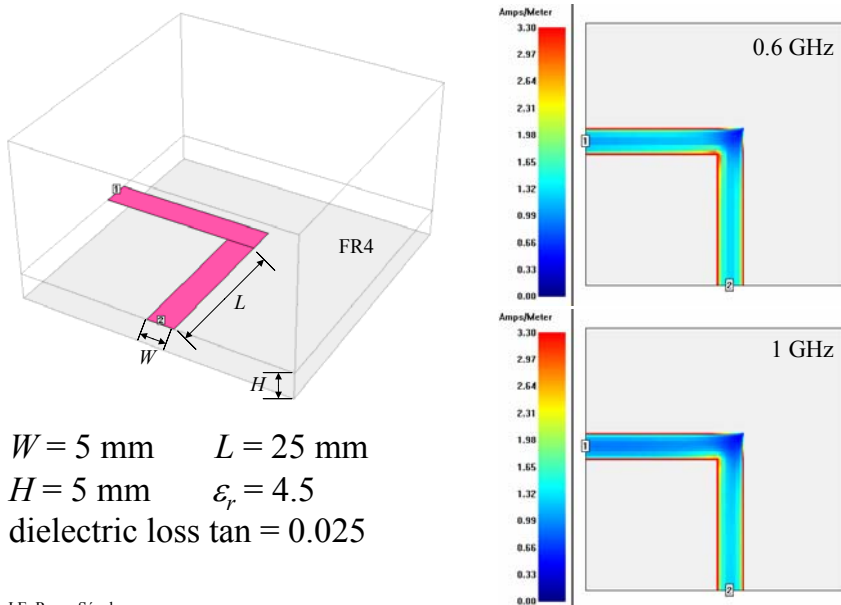 1
FR4
L
2
W
H
W = 5 mm L = 25 mm
H = 5 mm εr = 4.5
dielectric loss tan = 0.025
Amps/Meter
3.30
2.97
2.64
2.31
1.98
1.65
1.32
0.99
0.66
0.33
0.00
0.6 GHz
1
2
Amps/Meter
3.30
2.97
2.64
2.31
1.98
1.65
1.32
0.99
0.66
0.33
0.00
1 GHz
1
2